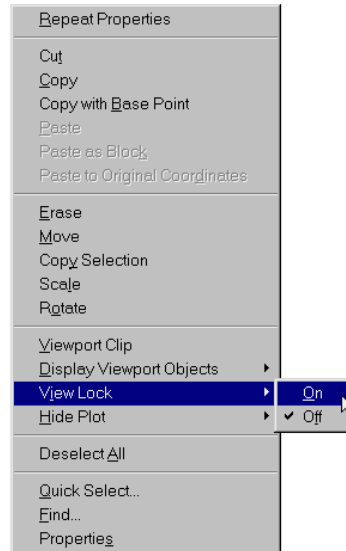 Repeat Properties
Cut
Copy
Copy with Base Point
Paste
Paste as Block
Paste to Original Coordinates
Erase
Move
Copy Selection
Scale
Rotate
Viewport Clip
Display Viewport Objects
View Lock
On
Hide Plot
Off
Deselect All
Quick Select...
Find...
Properties